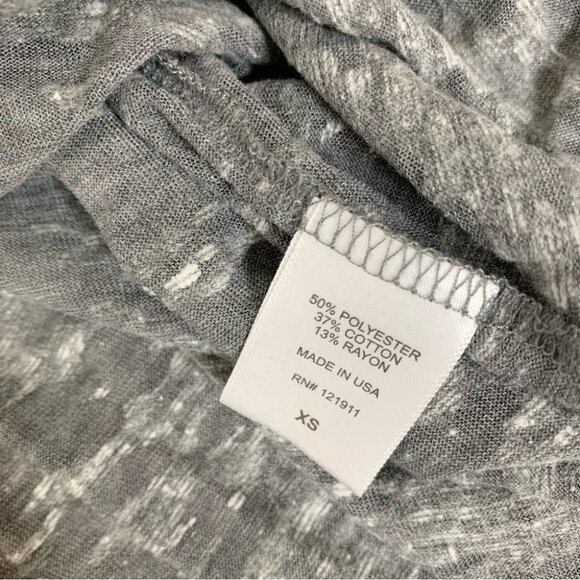 50% POLYESTER
37% COTTON
13% RAYON
MADE IN USA
RN# 121911
XS